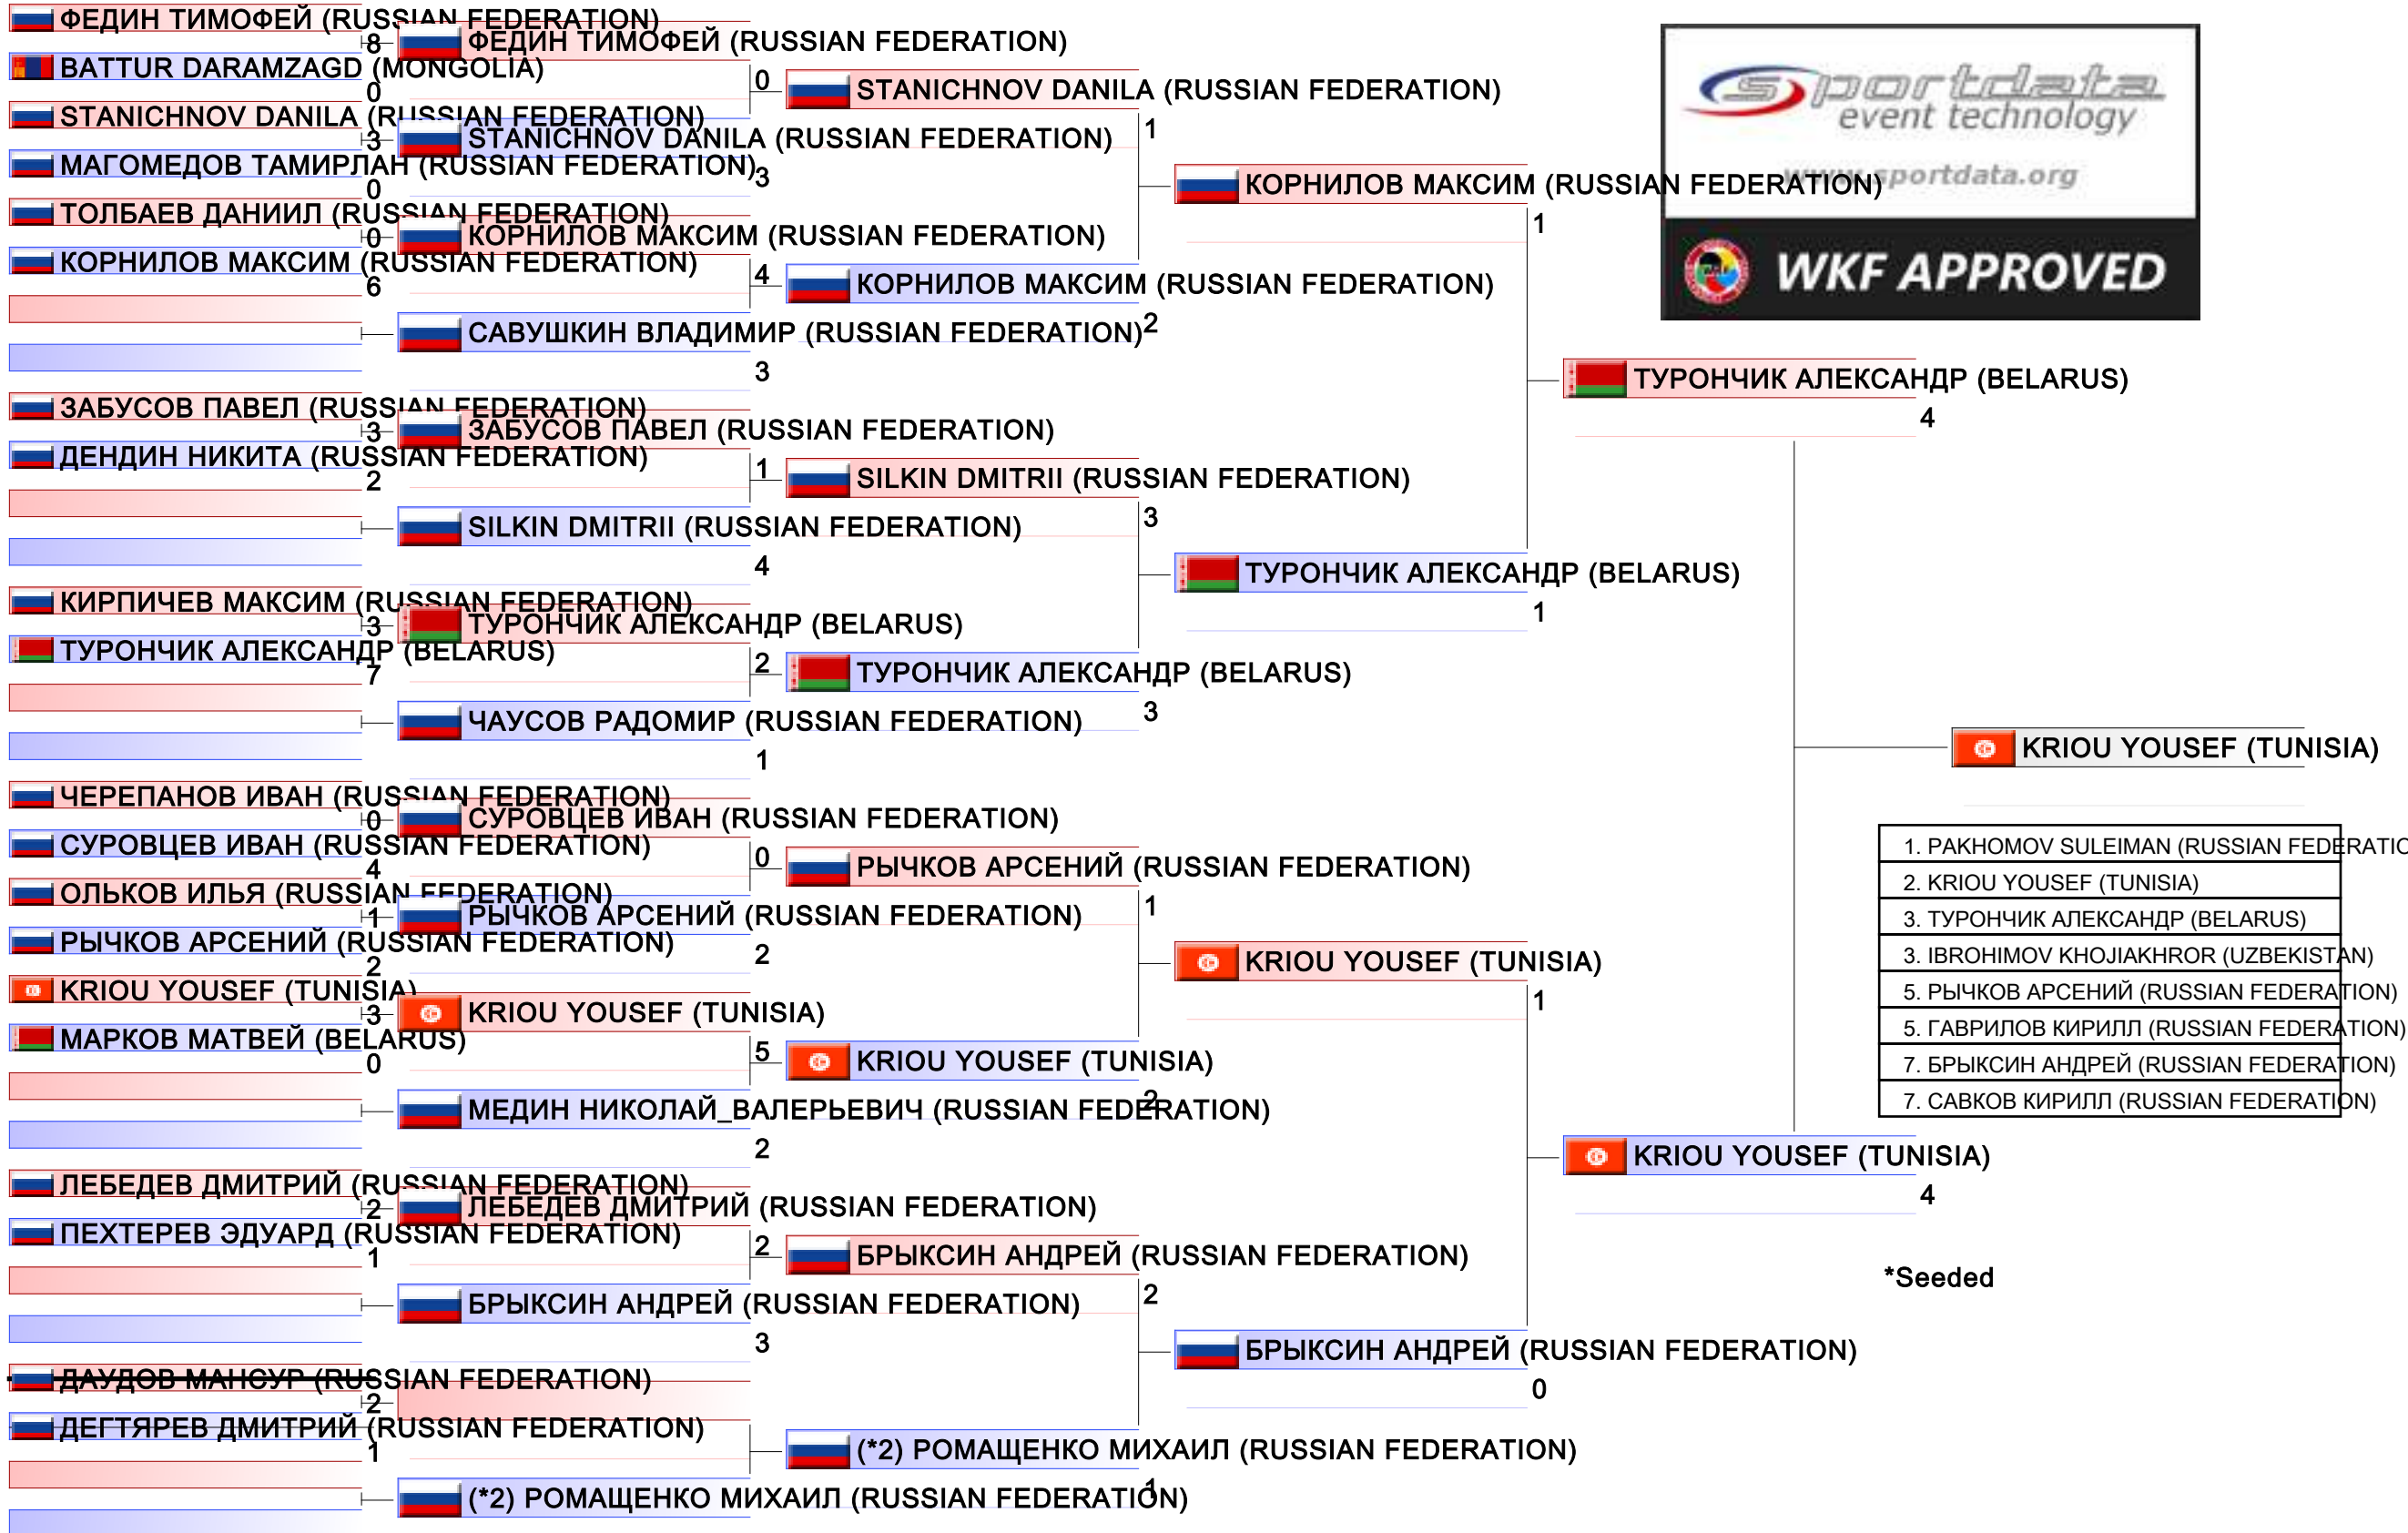 ФЕДИН ТИМОФЕЙ (RUSSIAN FEDERATION)
8
BATTUR DARAMZAGD (MONGOLIA)
0
STANICHNOV DANILA (RUSSIAN FEDERATION)
3
МАГОМЕДОВ ТАМИРЛАН (RUSSIAN FEDERATION)
0
ТОЛБАЕВ ДАНИИЛ (RUSSIAN FEDERATION)
0
КОРНИЛОВ МАКСИМ (RUSSIAN FEDERATION)
6
ЗАБУСОВ ПАВЕЛ (RUSSIAN FEDERATION)
3
ДЕНДИН НИКИТА (RUSSIAN FEDERATION)
2
КИРПИЧЕВ МАКСИМ (RUSSIAN FEDERATION)
3
ТУРОНЧИК АЛЕКСАНДР (BELARUS)
7
ЧЕРЕПАНОВ ИВАН (RUSSIAN FEDERATION)
0
СУРОВЦЕВ ИВАН (RUSSIAN FEDERATION)
4
ОЛЬКОВ ИЛЬЯ (RUSSIAN FEDERATION)
1
РЫЧКОВ АРСЕНИЙ (RUSSIAN FEDERATION)
2
KRIOU YOUSEF (TUNISIA)
3
МАРКОВ МАТВЕЙ (BELARUS)
0
ЛЕБЕДЕВ ДМИТРИЙ (RUSSIAN FEDERATION)
2
ПЕХТЕРЕВ ЭДУАРД (RUSSIAN FEDERATION)
1
ДАУДОВ МАНСУР (RUSSIAN FEDERATION)
2
ДЕГТЯРЕВ ДМИТРИЙ (RUSSIAN FEDERATION)
1
ФЕДИН ТИМОФЕЙ (RUSSIAN FEDERATION)
0
STANICHNOV DANILA (RUSSIAN FEDERATION)
3
КОРНИЛОВ МАКСИМ (RUSSIAN FEDERATION)
4
САВУШКИН ВЛАДИМИР (RUSSIAN FEDERATION)
3
ЗАБУСОВ ПАВЕЛ (RUSSIAN FEDERATION)
1
SILKIN DMITRII (RUSSIAN FEDERATION)
4
ТУРОНЧИК АЛЕКСАНДР (BELARUS)
2
ЧАУСОВ РАДОМИР (RUSSIAN FEDERATION)
1
СУРОВЦЕВ ИВАН (RUSSIAN FEDERATION)
0
РЫЧКОВ АРСЕНИЙ (RUSSIAN FEDERATION)
2
KRIOU YOUSEF (TUNISIA)
5
МЕДИН НИКОЛАЙ_ВАЛЕРЬЕВИЧ (RUSSIAN FEDERATION)
2
ЛЕБЕДЕВ ДМИТРИЙ (RUSSIAN FEDERATION)
2
БРЫКСИН АНДРЕЙ (RUSSIAN FEDERATION)
3
(*2) РОМАЩЕНКО МИХАИЛ (RUSSIAN FEDERATION)
STANICHNOV DANILA (RUSSIAN FEDERATION)
1
КОРНИЛОВ МАКСИМ (RUSSIAN FEDERATION)
2
SILKIN DMITRII (RUSSIAN FEDERATION)
3
ТУРОНЧИК АЛЕКСАНДР (BELARUS)
3
РЫЧКОВ АРСЕНИЙ (RUSSIAN FEDERATION)
1
KRIOU YOUSEF (TUNISIA)
2
БРЫКСИН АНДРЕЙ (RUSSIAN FEDERATION)
2
(*2) РОМАЩЕНКО МИХАИЛ (RUSSIAN FEDERATION)
1
КОРНИЛОВ МАКСИМ (RUSSIAN FEDERATION)
1
ТУРОНЧИК АЛЕКСАНДР (BELARUS)
1
KRIOU YOUSEF (TUNISIA)
1
БРЫКСИН АНДРЕЙ (RUSSIAN FEDERATION)
0
ТУРОНЧИК АЛЕКСАНДР (BELARUS)
4
KRIOU YOUSEF (TUNISIA)
4
KRIOU YOUSEF (TUNISIA)
sportdata
event technology
www.sportdata.org
WKF APPROVED
1. PAKHOMOV SULEIMAN (RUSSIAN FEDERATIO
2. KRIOU YOUSEF (TUNISIA)
3. ТУРОНЧИК АЛЕКСАНДР (BELARUS)
3. IBROHIMOV KHOJIAKHROR (UZBEKISTAN)
5. РЫЧКОВ АРСЕНИЙ (RUSSIAN FEDERATION)
5. ГАВРИЛОВ КИРИЛЛ (RUSSIAN FEDERATION)
7. БРЫКСИН АНДРЕЙ (RUSSIAN FEDERATION)
7. САВКОВ КИРИЛЛ (RUSSIAN FEDERATION)
*Seeded